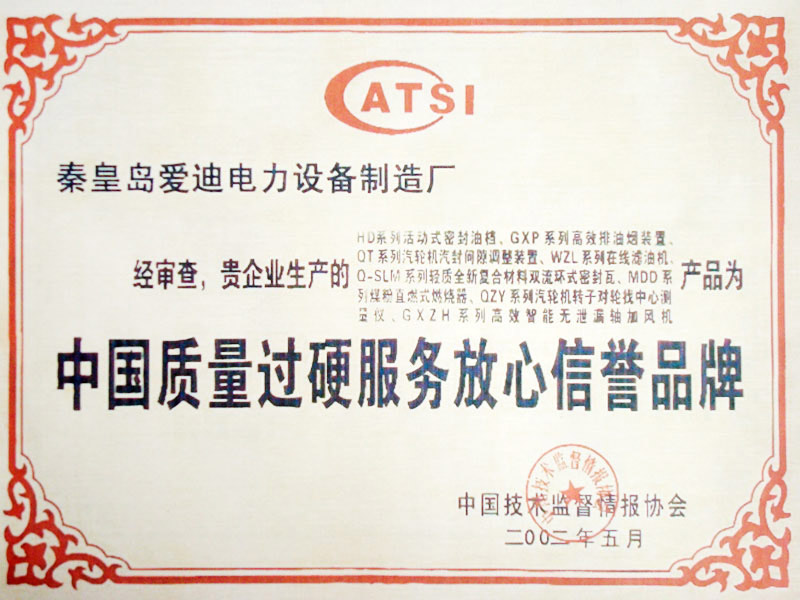 CATSI
秦皇岛爱迪电力设备制造厂
经审查，贵企业生产的
HD系列活动式密封油档、GXP系列高效排油烟装置、
QT系列汽轮机汽封间隙调整装置、WZL系列在线滤油机、
Q-SLM系列轻质全新复合材料双流环式密封瓦、MDD系
列煤粉直燃式燃烧器、QZY系列汽轮机转子对轮找中心测
量仪、GXZH系列高效智能无泄漏轴加风机
产品为
中国质量过硬服务放心信誉品牌
中国技术监督情报协会
二00二年五月